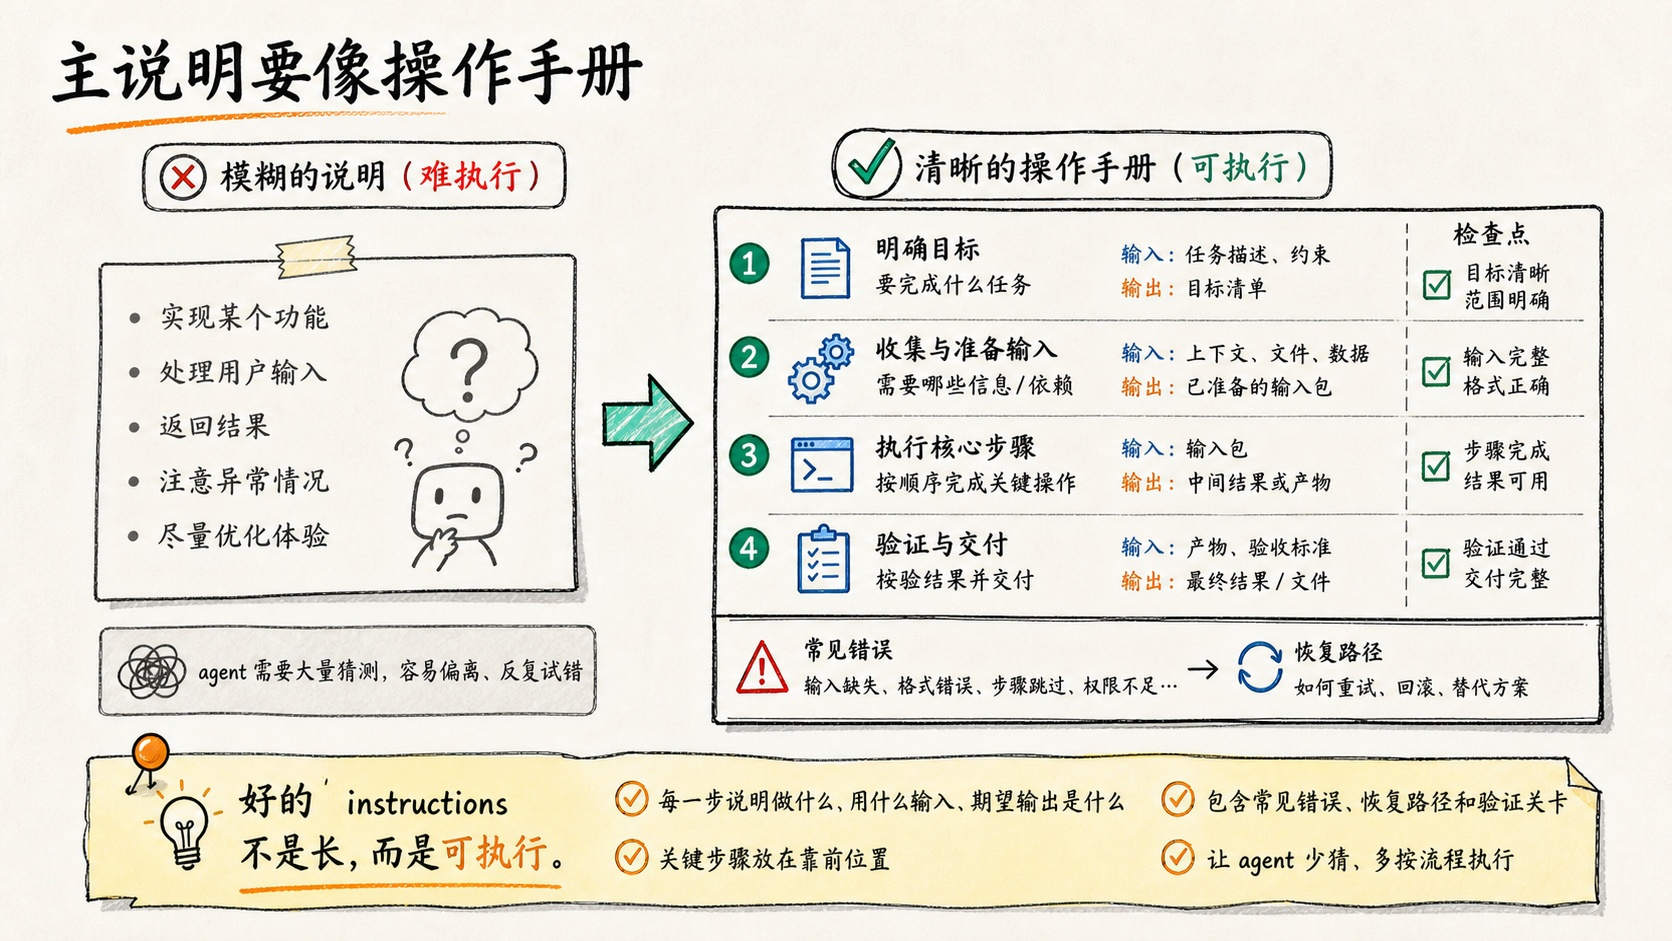 主说明要像操作手册
模糊的说明（难执行）
• 实现某个功能
• 处理用户输入
• 返回结果
• 注意异常情况
• 尽量优化体验
?
?
?
agent 需要大量猜测，容易偏离、反复试错
清晰的操作手册（可执行）
检查点
1
明确目标
要完成什么任务
输入：任务描述、约束
输出：目标清单
目标清晰
范围明确
2
收集与准备输入
需要哪些信息/依赖
输入：上下文、文件、数据
输出：已准备的输入包
输入完整
格式正确
3
执行核心步骤
按顺序完成关键操作
输入：输入包
输出：中间结果或产物
步骤完成
结果可用
4
验证与交付
按验结果并交付
输入：产物、验收标准
输出：最终结果/文件
验证通过
交付完整
常见错误
输入缺失、格式错误、步骤跳过、权限不足…
恢复路径
如何重试、回滚、替代方案
好的 ' instructions
不是长，而是可执行。
每一步说明做什么、用什么输入、期望输出是什么
关键步骤放在靠前位置
包含常见错误、恢复路径和验证关卡
让 agent 少猜、多按流程执行